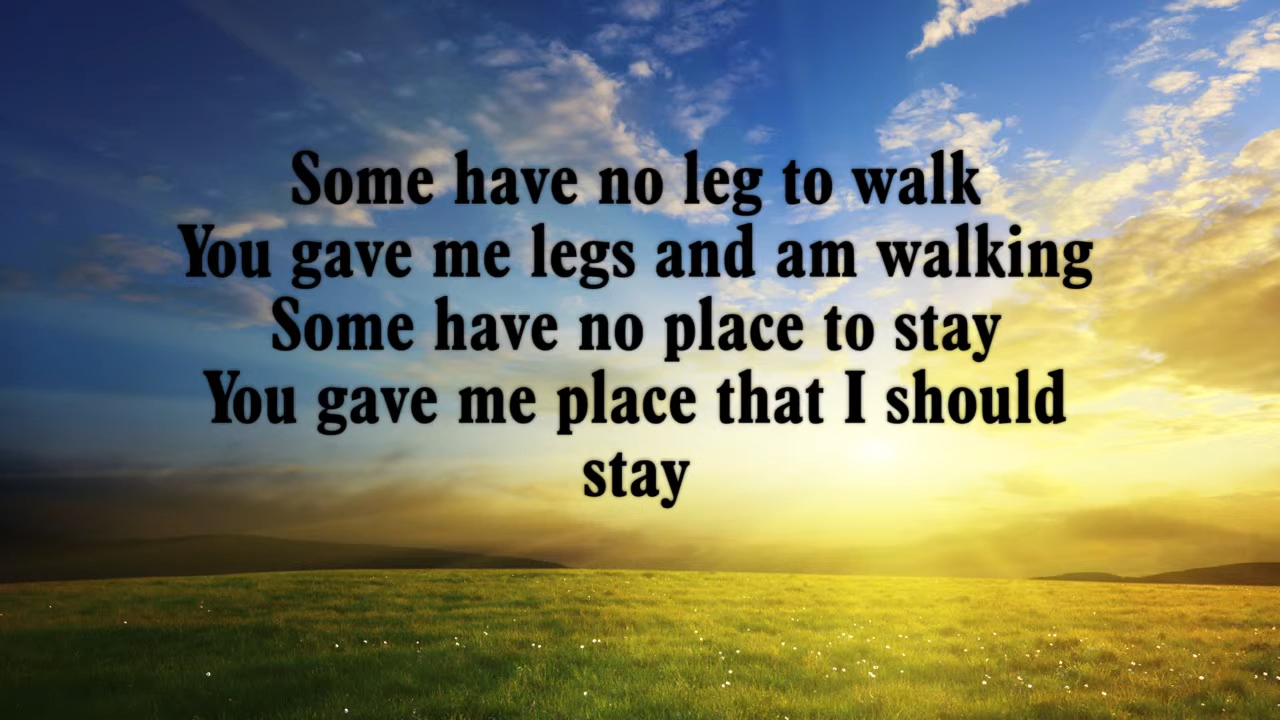 Some have no leg to walk
You gave me legs and am walking
Some have no place to stay
You gave me place that I should
stay